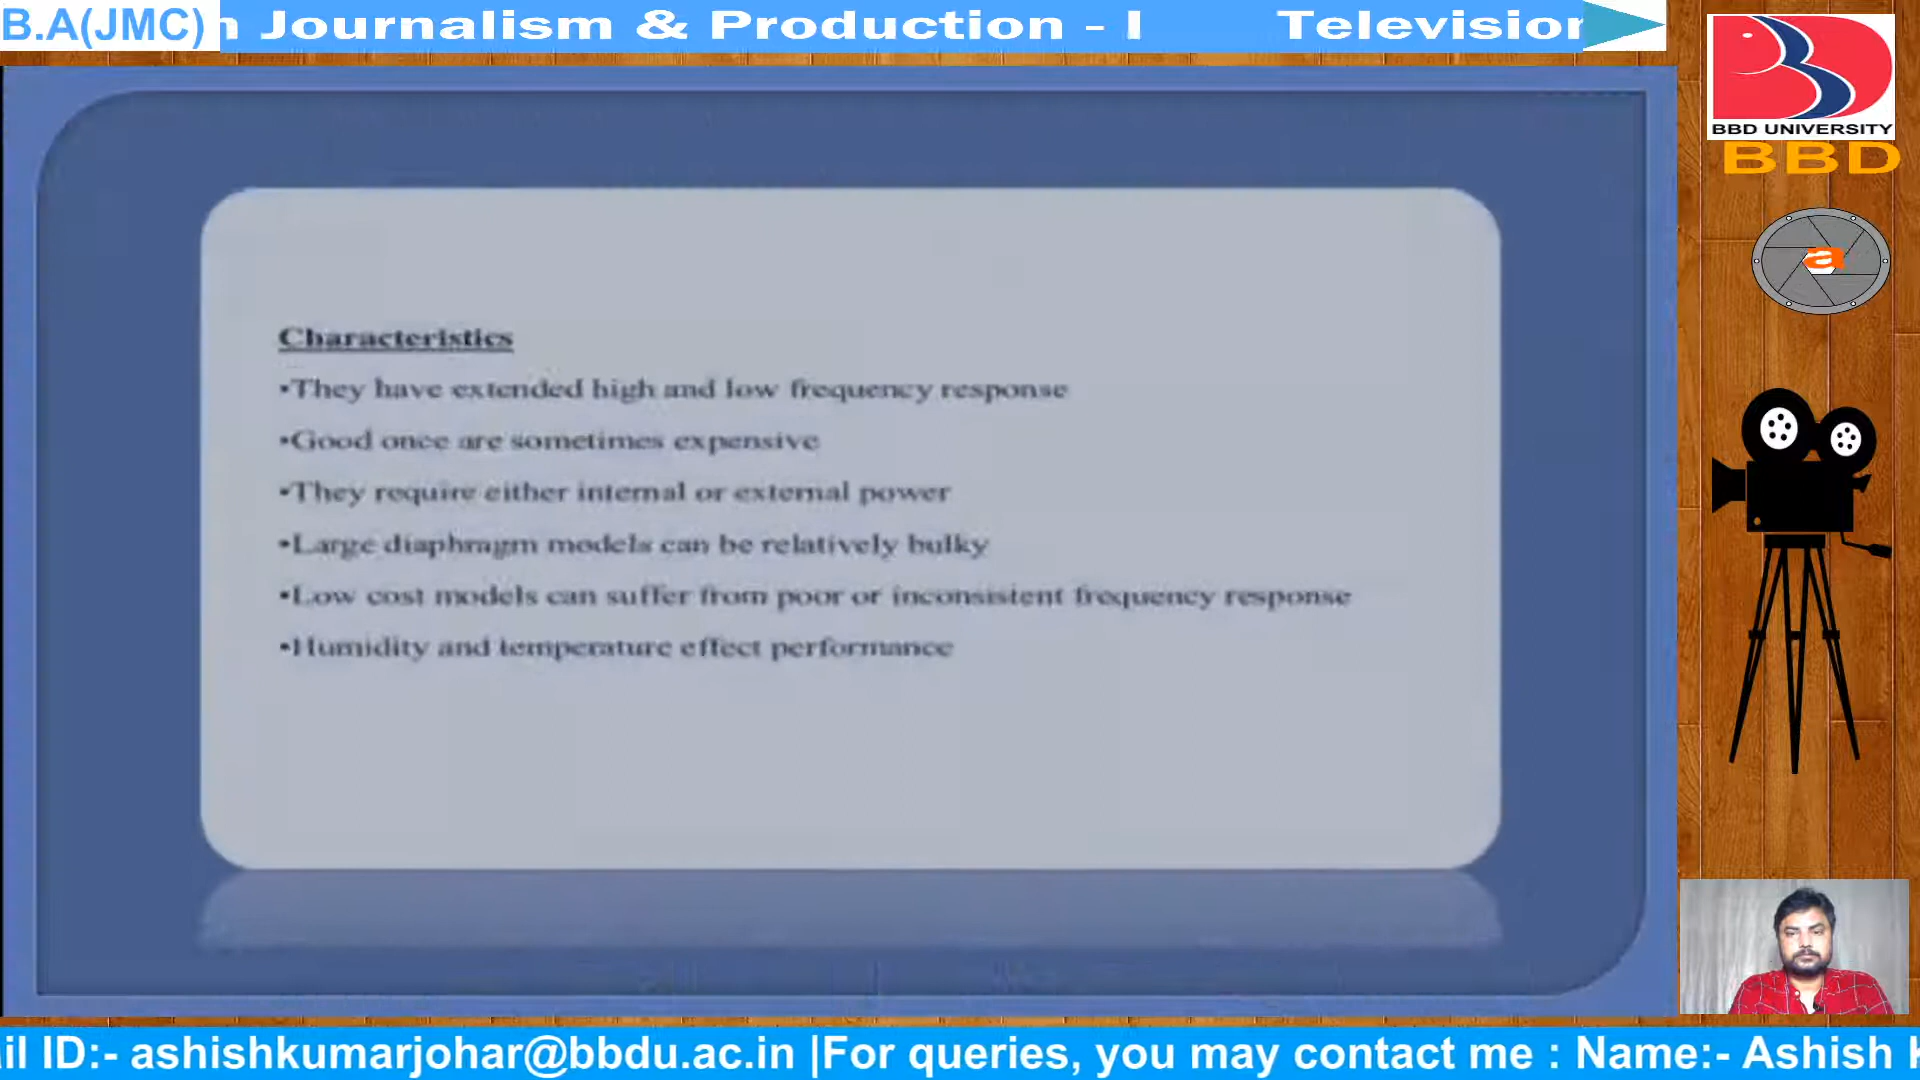 B.A(JMC)
n Journalism & Production - I Television
BBD UNIVERSITY
BBD
a
Characteristics
•They have extended high and low frequency response
•Good once are sometimes expensive
•They require either internal or external power
•Large diaphragm models can be relatively bulky
•Low cost models can suffer from poor or inconsistent frequency response
•Humidity and temperature effect performance
il ID:- ashishkumarjohar@bbdu.ac.in |For queries, you may contact me : Name:- Ashish K